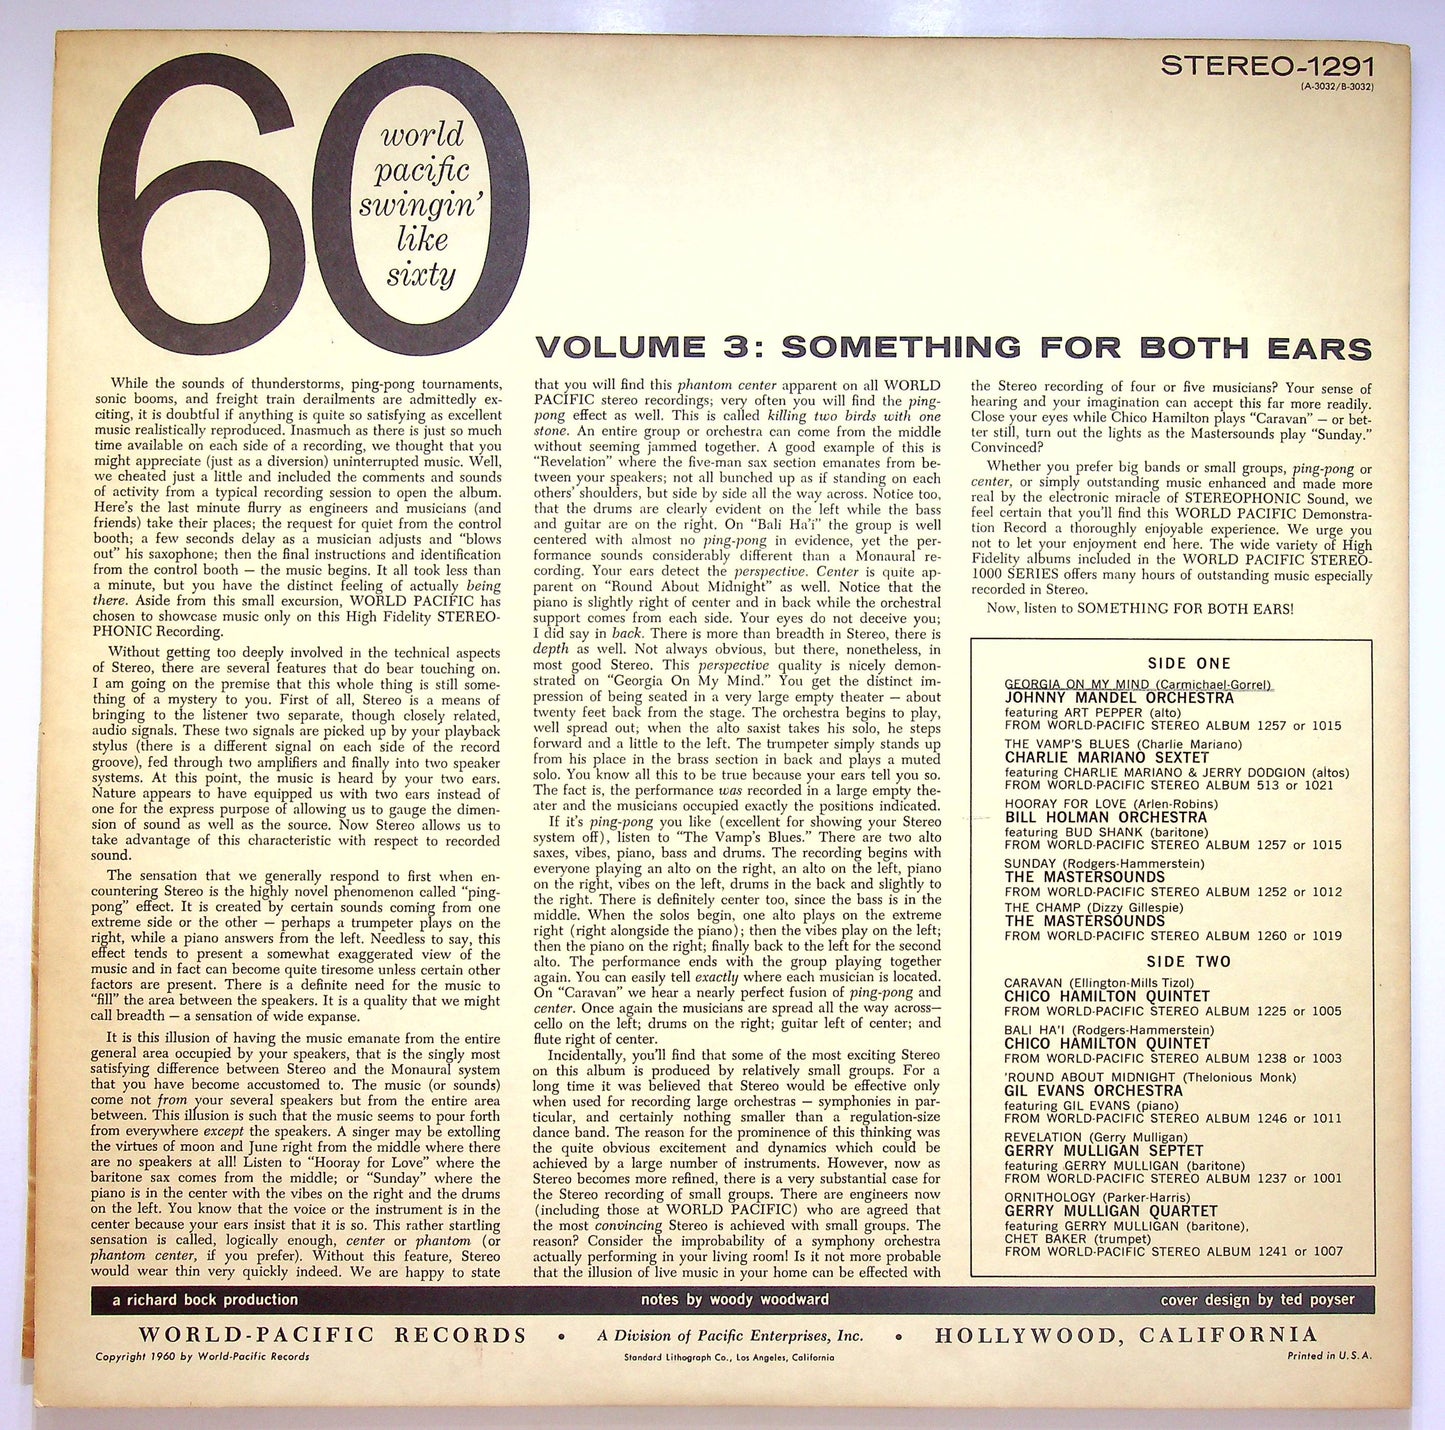 STEREO-1291
(A-3032/B-3032)
60
world
pacific
swingin'
like
sixty
VOLUME 3: SOMETHING FOR BOTH EARS
While the sounds of thunderstorms, ping-pong tournaments,
sonic booms, and freight train derailments are admittedly ex-
citing, it is doubtful if anything is quite so satisfying as excellent
music realistically reproduced. Inasmuch as there is just so much
time available on each side of a recording, we thought that you
might appreciate (just as a diversion) uninterrupted music. Well,
we cheated just a little and included the comments and sounds
of activity from a typical recording session to open the album.
Here's the last minute flurry as engineers and musicians (and
friends) take their places; the request for quiet from the control
booth; a few seconds delay as a musician adjusts and "blows
out" his saxophone; then the final instructions and identification
from the control booth — the music begins. It all took less than
a minute, but you have the distinct feeling of actually being
there. Aside from this small excursion, WORLD PACIFIC has
chosen to showcase music only on this High Fidelity STEREO-
PHONIC Recording.
Without getting too deeply involved in the technical aspects
of Stereo, there are several features that do bear touching on.
I am going on the premise that this whole thing is still some-
thing of a mystery to you. First of all, Stereo is a means of
bringing to the listener two separate, though closely related,
audio signals. These two signals are picked up by your playback
stylus (there is a different signal on each side of the record
groove), fed through two amplifiers and finally into two speaker
systems. At this point, the music is heard by your two ears.
Nature appears to have equipped us with two ears instead of
one for the express purpose of allowing us to gauge the dimen-
sion of sound as well as the source. Now Stereo allows us to
take advantage of this characteristic with respect to recorded
sound.
The sensation that we generally respond to first when en-
countering Stereo is the highly novel phenomenon called "ping-
pong" effect. It is created by certain sounds coming from one
extreme side or the other — perhaps a trumpeter plays on the
right, while a piano answers from the left. Needless to say, this
effect tends to present a somewhat exaggerated view of the
music and in fact can become quite tiresome unless certain other
factors are present. There is a definite need for the music to
"fill" the area between the speakers. It is a quality that we might
call breadth — a sensation of wide expanse.
It is this illusion of having the music emanate from the entire
general area occupied by your speakers, that is the singly most
satisfying difference between Stereo and the Monaural system
that you have become accustomed to. The music (or sounds)
come not from your several speakers but from the entire area
between. This illusion is such that the music seems to pour forth
from everywhere except the speakers. A singer may be extolling
the virtues of moon and June right from the middle where there
are no speakers at all! Listen to "Hooray for Love" where the
baritone sax comes from the middle; or "Sunday" where the
piano is in the center with the vibes on the right and the drums
on the left. You know that the voice or the instrument is in the
center because your ears insist that it is so. This rather startling
sensation is called, logically enough, center or phantom (or
phantom center, if you prefer). Without this feature, Stereo
would wear thin very quickly indeed. We are happy to state
that you will find this phantom center apparent on all WORLD
PACIFIC stereo recordings; very often you will find the ping-
pong effect as well. This is called killing two birds with one
stone. An entire group or orchestra can come from the middle
without seeming jammed together. A good example of this is
"Revelation" where the five-man sax section emanates from be-
tween your speakers; not all bunched up as if standing on each
others' shoulders, but side by side all the way across. Notice too,
that the drums are clearly evident on the left while the bass
and guitar are on the right. On "Bali Ha'i" the group is well
centered with almost no ping-pong in evidence, yet the per-
formance sounds considerably different than a Monaural re-
cording. Your ears detect the perspective. Center is quite ap-
parent on "Round About Midnight" as well. Notice that the
piano is slightly right of center and in back while the orchestral
support comes from each side. Your eyes do not deceive you;
I did say in back. There is more than breadth in Stereo, there is
depth as well. Not always obvious, but there, nonetheless, in
most good Stereo. This perspective quality is nicely demon-
strated on "Georgia On My Mind." You get the distinct im-
pression of being seated in a very large empty theater — about
twenty feet back from the stage. The orchestra begins to play,
well spread out; when the alto saxist takes his solo, he steps
forward and a little to the left. The trumpeter simply stands up
from his place in the brass section in back and plays a muted
solo. You know all this to be true because your ears tell you so.
The fact is, the performance was recorded in a large empty the-
ater and the musicians occupied exactly the positions indicated.
If it's ping-pong you like (excellent for showing your Stereo
system off), listen to "The Vamp's Blues." There are two alto
saxes, vibes, piano, bass and drums. The recording begins with
everyone playing an alto on the right, an alto on the left, piano
on the right, vibes on the left, drums in the back and slightly to
the right. There is definitely center too, since the bass is in the
middle. When the solos begin, one alto plays on the extreme
right (right alongside the piano); then the vibes play on the left;
then the piano on the right; finally back to the left for the second
alto. The performance ends with the group playing together
again. You can easily tell exactly where each musician is located.
On "Caravan" we hear a nearly perfect fusion of ping-pong and
center. Once again the musicians are spread all the way across—
cello on the left; drums on the right; guitar left of center; and
flute right of center.
Incidentally, you'll find that some of the most exciting Stereo
on this album is produced by relatively small groups. For a
long time it was believed that Stereo would be effective only
when used for recording large orchestras — symphonies in par-
ticular, and certainly nothing smaller than a regulation-size
dance band. The reason for the prominence of this thinking was
the quite obvious excitement and dynamics which could be
achieved by a large number of instruments. However, now as
Stereo becomes more refined, there is a very substantial case for
the Stereo recording of small groups. There are engineers now
(including those at WORLD PACIFIC) who are agreed that
the most convincing Stereo is achieved with small groups. The
reason? Consider the improbability of a symphony orchestra
actually performing in your living room! Is it not more probable
that the illusion of live music in your home can be effected with
the Stereo recording of four or five musicians? Your sense of
hearing and your imagination can accept this far more readily.
Close your eyes while Chico Hamilton plays "Caravan" — or bet-
ter still, turn out the lights as the Mastersounds play "Sunday."
Convinced?
Whether you prefer big bands or small groups, ping-pong or
center, or simply outstanding music enhanced and made more
real by the electronic miracle of STEREOPHONIC Sound, we
feel certain that you'll find this WORLD PACIFIC Demonstra-
tion Record a thoroughly enjoyable experience. We urge you
not to let your enjoyment end here. The wide variety of High
Fidelity albums included in the WORLD PACIFIC STEREO-
1000 SERIES offers many hours of outstanding music especially
recorded in Stereo.
Now, listen to SOMETHING FOR BOTH EARS!
SIDE ONE
GEORGIA ON MY MIND (Carmichael-Gorrel)
JOHNNY MANDEL ORCHESTRA
featuring ART PEPPER (alto)
FROM WORLD-PACIFIC STEREO ALBUM 1257 or 1015
THE VAMP'S BLUES (Charlie Mariano)
CHARLIE MARIANO SEXTET
featuring CHARLIE MARIANO & JERRY DODGION (altos)
FROM WORLD-PACIFIC STEREO ALBUM 513 or 1021
HOORAY FOR LOVE (Arlen-Robins)
BILL HOLMAN ORCHESTRA
featuring BUD SHANK (baritone)
FROM WORLD-PACIFIC STEREO ALBUM 1257 or 1015
SUNDAY (Rodgers-Hammerstein)
THE MASTERSOUNDS
FROM WORLD-PACIFIC STEREO ALBUM 1252 or 1012
THE CHAMP (Dizzy Gillespie)
THE MASTERSOUNDS
FROM WORLD-PACIFIC STEREO ALBUM 1260 or 1019
SIDE TWO
CARAVAN (Ellington-Mills Tizol)
CHICO HAMILTON QUINTET
FROM WORLD-PACIFIC STEREO ALBUM 1225 or 1005
BALI HA'I (Rodgers-Hammerstein)
CHICO HAMILTON QUINTET
FROM WORLD-PACIFIC STEREO ALBUM 1238 or 1003
'ROUND ABOUT MIDNIGHT (Thelonious Monk)
GIL EVANS ORCHESTRA
featuring GIL EVANS (piano)
FROM WORLD-PACIFIC STEREO ALBUM 1246 or 1011
REVELATION (Gerry Mulligan)
GERRY MULLIGAN SEPTET
featuring GERRY MULLIGAN (baritone)
FROM WORLD-PACIFIC STEREO ALBUM 1237 or 1001
ORNITHOLOGY (Parker-Harris)
GERRY MULLIGAN QUARTET
featuring GERRY MULLIGAN (baritone),
CHET BAKER (trumpet)
FROM WORLD-PACIFIC STEREO ALBUM 1241 or 1007
a richard bock production
notes by woody woodward
cover design by ted poyser
WORLD-PACIFIC RECORDS • A Division of Pacific Enterprises, Inc. • HOLLYWOOD, CALIFORNIA
Copyright 1960 by World-Pacific Records
Standard Lithograph Co., Los Angeles, California
Printed in U.S.A.